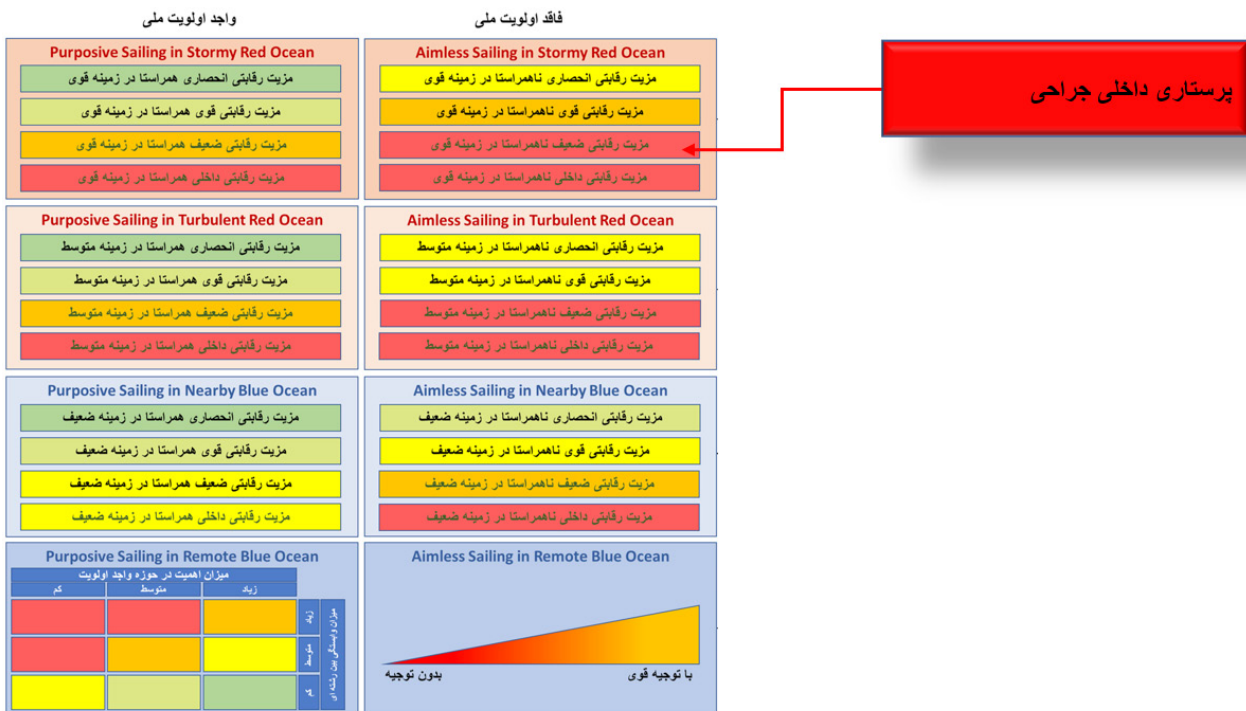 واجد اولویت ملی
فاقد اولویت ملی
Purposive Sailing in Stormy Red Ocean
مزیت رقابتی انحصاری همراستا در زمینه قوی
مزیت رقابتی قوی همراستا در زمینه قوی
مزیت رقابتی ضعیف همراستا در زمینه قوی
مزیت رقابتی داخلی همراستا در زمینه قوی
Aimless Sailing in Stormy Red Ocean
مزیت رقابتی انحصاری ناهمراستا در زمینه قوی
مزیت رقابتی قوی ناهمراستا در زمینه قوی
مزیت رقابتی ضعیف ناهمراستا در زمینه قوی
مزیت رقابتی داخلی ناهمراستا در زمینه قوی
پرستاری داخلی جراحی
Purposive Sailing in Turbulent Red Ocean
مزیت رقابتی انحصاری همراستا در زمینه متوسط
مزیت رقابتی قوی همراستا در زمینه متوسط
مزیت رقابتی ضعیف همراستا در زمینه متوسط
مزیت رقابتی داخلی همراستا در زمینه متوسط
Aimless Sailing in Turbulent Red Ocean
مزیت رقابتی انحصاری ناهمراستا در زمینه متوسط
مزیت رقابتی قوی ناهمراستا در زمینه متوسط
مزیت رقابتی ضعیف ناهمراستا در زمینه متوسط
مزیت رقابتی داخلی ناهمراستا در زمینه متوسط
Purposive Sailing in Nearby Blue Ocean
مزیت رقابتی انحصاری همراستا در زمینه ضعیف
مزیت رقابتی قوی همراستا در زمینه ضعیف
مزیت رقابتی ضعیف همراستا در زمینه ضعیف
مزیت رقابتی داخلی همراستا در زمینه ضعیف
Aimless Sailing in Nearby Blue Ocean
مزیت رقابتی انحصاری ناهمراستا در زمینه ضعیف
مزیت رقابتی قوی ناهمراستا در زمینه ضعیف
مزیت رقابتی ضعیف ناهمراستا در زمینه ضعیف
مزیت رقابتی داخلی ناهمراستا در زمینه ضعیف
Purposive Sailing in Remote Blue Ocean
میزان اهمیت در حوزه واجد اولویت
زیاد
متوسط
کم
میزان وابستگی بین رشته ای
زیاد
متوسط
کم
Aimless Sailing in Remote Blue Ocean
با توجیه قوی
بدون توجیه